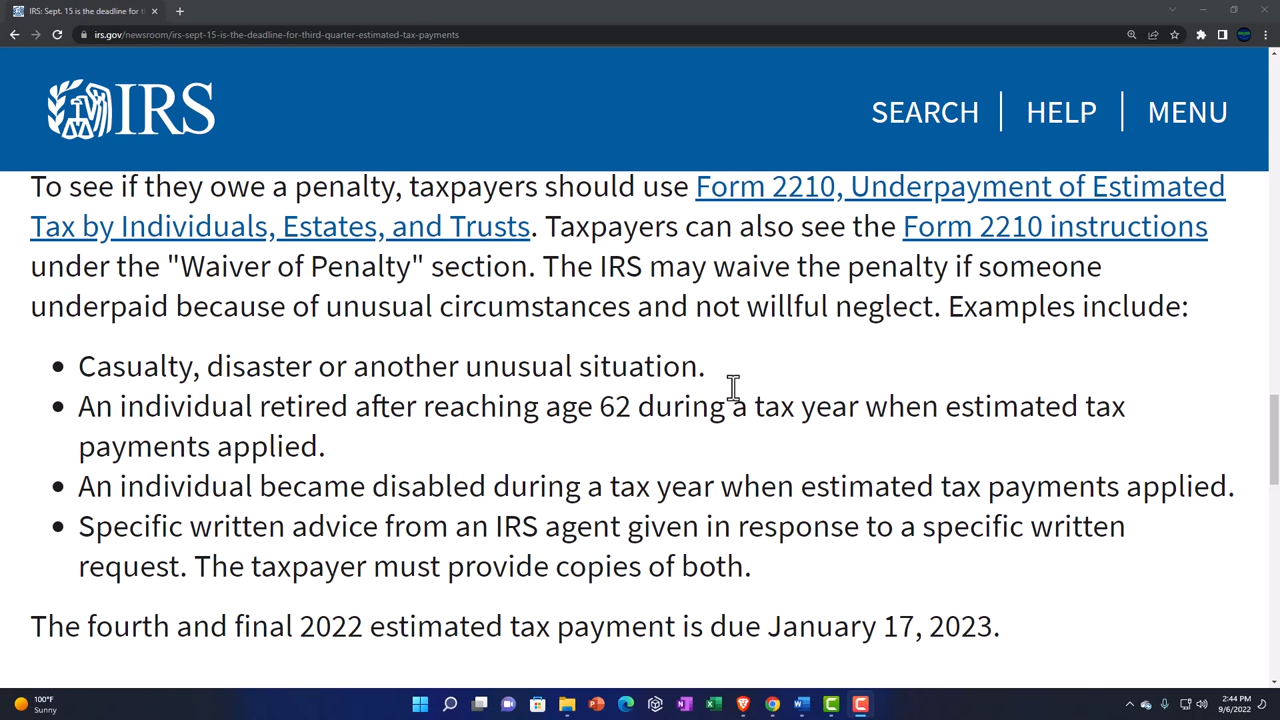 IRS: Sept. 15 is the deadline for t
irs.gov/newsroom/irs-sept-15-is-the-deadline-for-third-quarter-estimated-tax-payments
IRS
SEARCH
HELP
MENU
To see if they owe a penalty, taxpayers should use Form 2210, Underpayment of Estimated
Tax by Individuals, Estates, and Trusts. Taxpayers can also see the Form 2210 instructions
under the "Waiver of Penalty" section. The IRS may waive the penalty if someone
underpaid because of unusual circumstances and not willful neglect. Examples include:
Casualty, disaster or another unusual situation.
An individual retired after reaching age 62 during a tax year when estimated tax
payments applied.
An individual became disabled during a tax year when estimated tax payments applied.
Specific written advice from an IRS agent given in response to a specific written
request. The taxpayer must provide copies of both.
The fourth and final 2022 estimated tax payment is due January 17, 2023.
100°F
Sunny
2:44 PM
9/6/2022